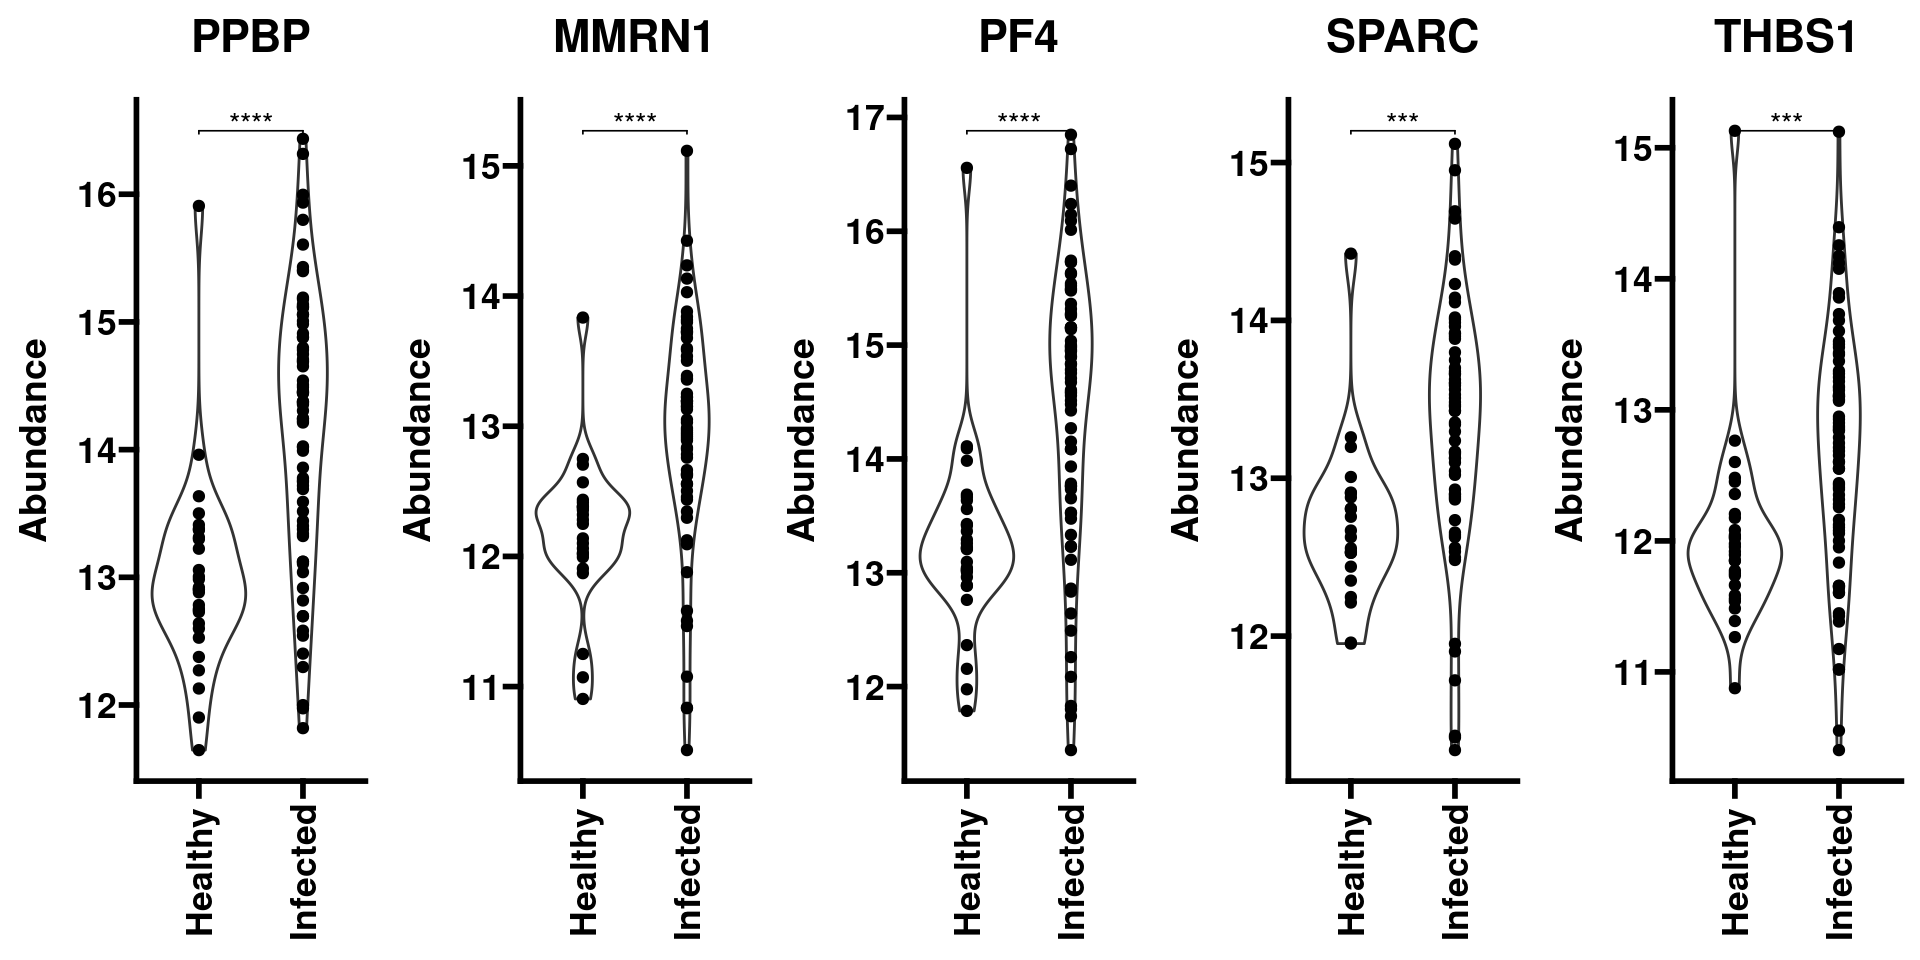 PPBP
Abundance
16
15
14
13
12
****
Healthy
Infected
MMRN1
Abundance
15
14
13
12
11
****
Healthy
Infected
PF4
Abundance
17
16
15
14
13
12
****
Healthy
Infected
SPARC
Abundance
15
14
13
12
***
Healthy
Infected
THBS1
Abundance
15
14
13
12
11
***
Healthy
Infected